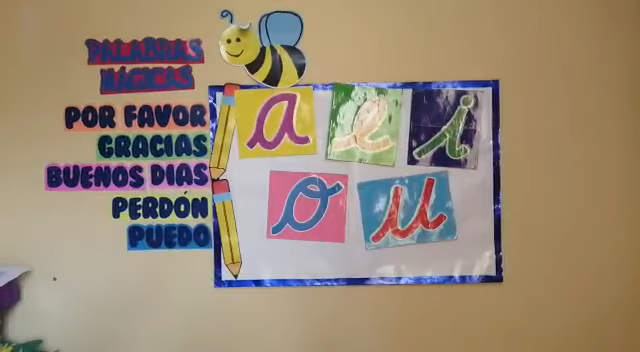 PALABRAS
MÁGICAS
POR FAVOR
GRACIAS
BUENOS DIAS
PERDÓN
PUEDO
a e i
o u